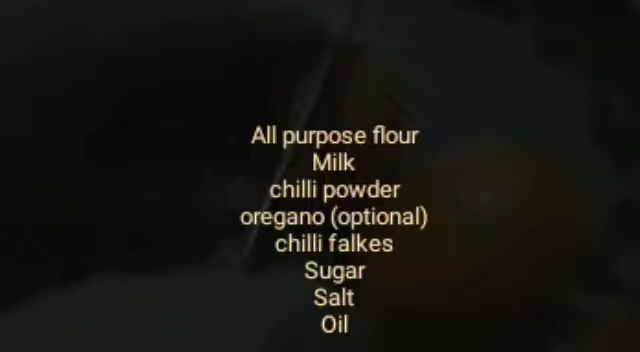 All purpose flour
Milk
chilli powder
oregano (optional)
chilli falkes
Sugar
Salt
Oil